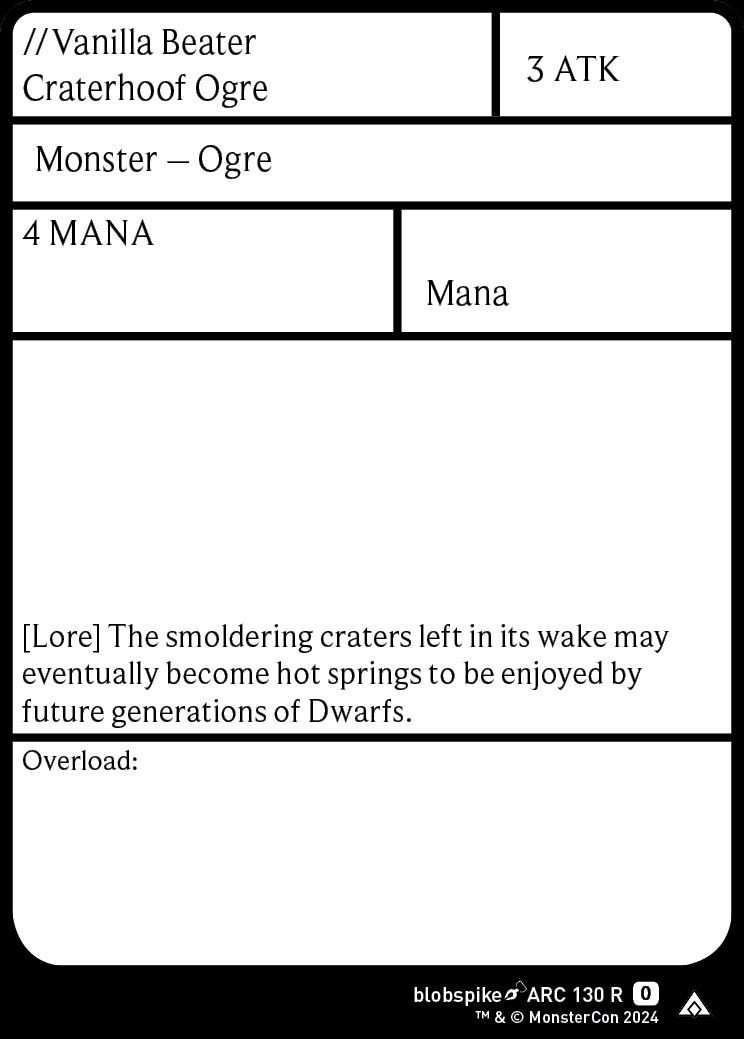 //Vanilla Beater
Craterhoof Ogre
3 ATK
Monster – Ogre
4 MANA
Mana
[Lore] The smoldering craters left in its wake may
eventually become hot springs to be enjoyed by
future generations of Dwarfs.
Overload:
blobspike ARC 130 R 0
™ & © MonsterCon 2024